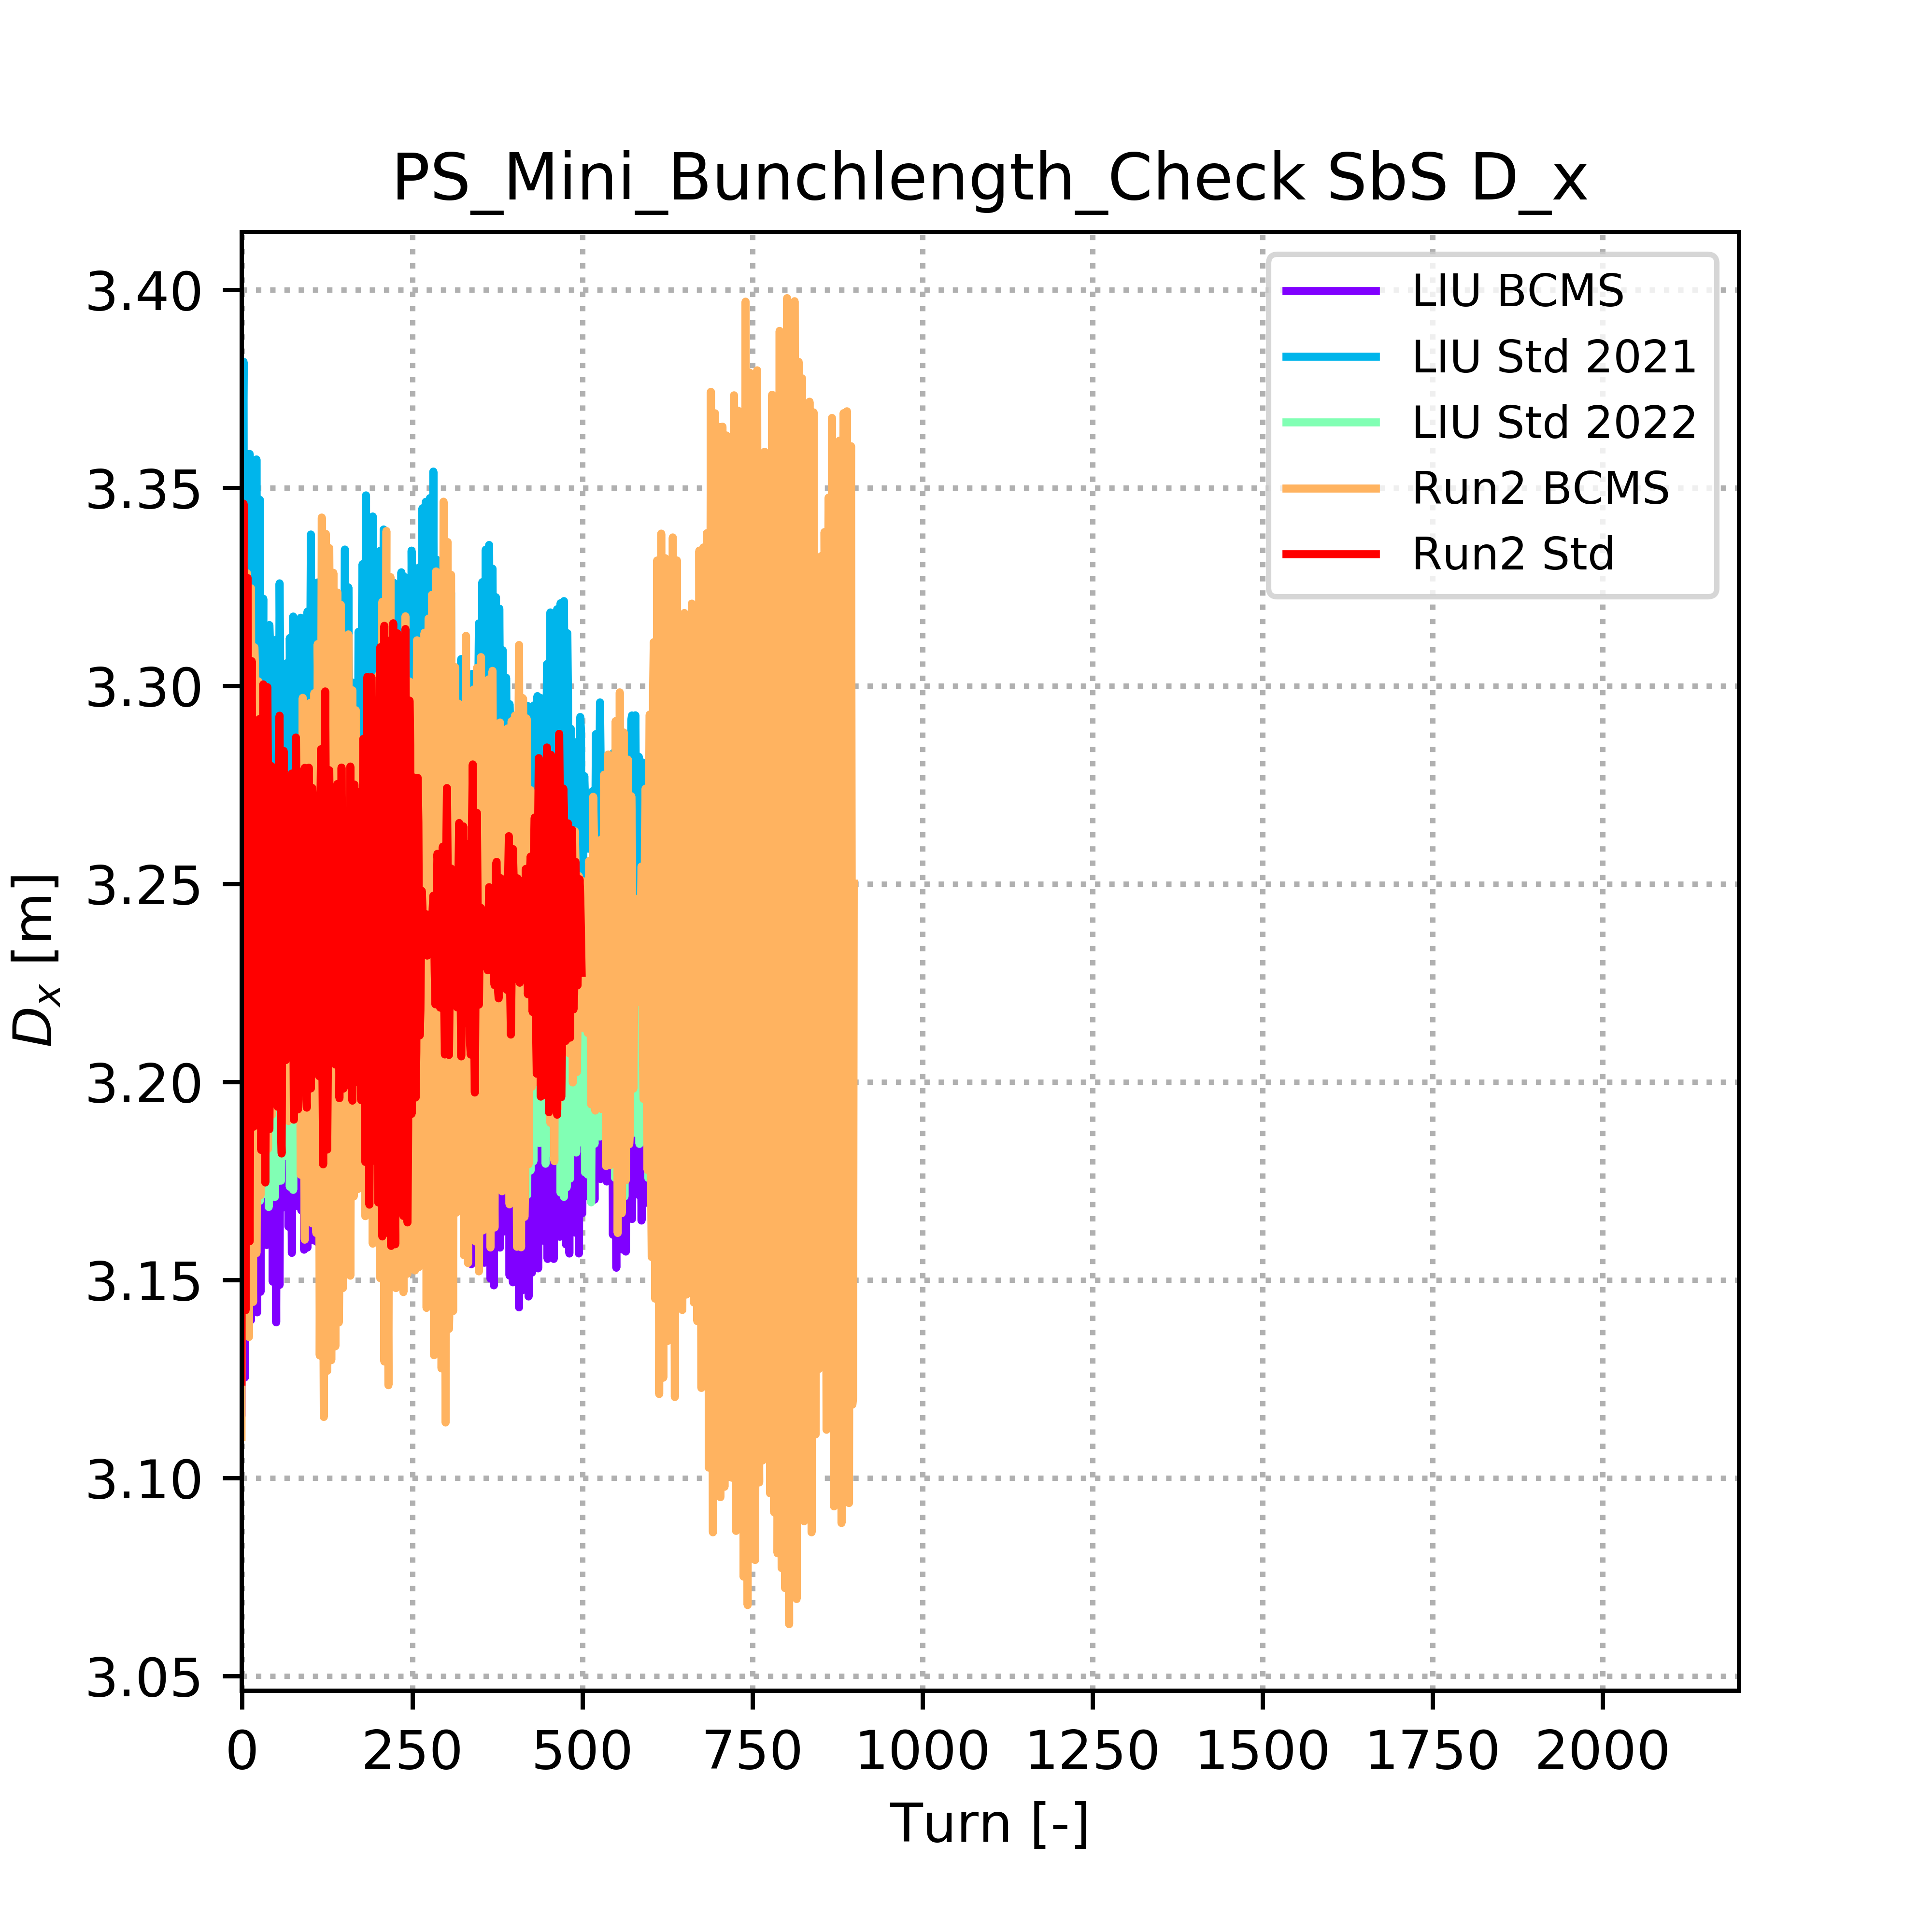 PS_Mini_Bunchlength_Check SbS D_x
3.40
3.35
3.30
3.25
3.20
3.15
3.10
3.05
D_x [m]
LIU BCMS
LIU Std 2021
LIU Std 2022
Run2 BCMS
Run2 Std
0 250 500 750 1000 1250 1500 1750 2000
Turn [-]